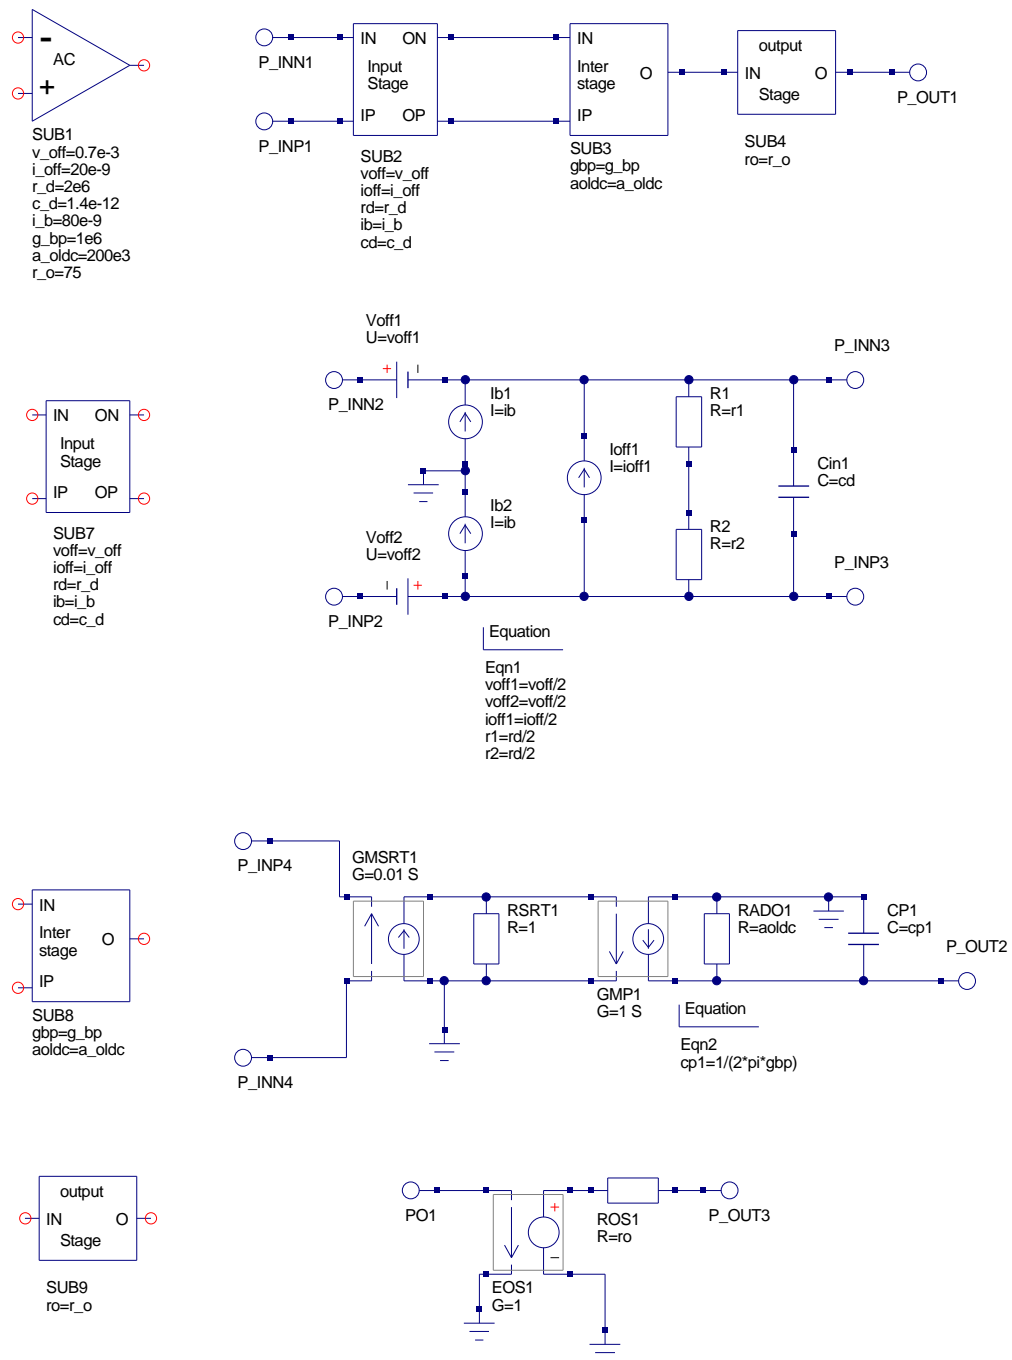 -
AC
+
SUB1
v_off=0.7e-3
i_off=20e-9
r_d=2e6
c_d=1.4e-12
i_b=80e-9
g_bp=1e6
a_oldc=200e3
r_o=75
P_INN1
P_INP1
IN ON
Input
Stage
IP OP
SUB2
voff=v_off
ioff=i_off
rd=r_d
ib=i_b
cd=c_d
IN
Inter
stage
O
IP
SUB3
gbp=g_bp
aoldc=a_oldc
output
IN O
Stage
SUB4
ro=r_o
P_OUT1
IN ON
Input
Stage
IP OP
SUB7
voff=v_off
ioff=i_off
rd=r_d
ib=i_b
cd=c_d
Voff1
U=voff1
+ -
P_INN2
Ib1
I=ib
Ib2
I=ib
Voff2
U=voff2
- +
P_INP2
Ioff1
I=ioff1
R1
R=r1
R2
R=r2
Cin1
C=cd
P_INN3
P_INP3
Equation
Eqn1
voff1=voff/2
voff2=voff/2
ioff1=ioff/2
r1=rd/2
r2=rd/2
IN
Inter
stage
O
IP
SUB8
gbp=g_bp
aoldc=a_oldc
P_INP4
P_INN4
GMSRT1
G=0.01 S
RSRT1
R=1
GMP1
G=1 S
RADO1
R=aoldc
CP1
C=cp1
P_OUT2
Equation
Eqn2
cp1=1/(2*pi*gbp)
output
IN O
Stage
SUB9
ro=r_o
PO1
+
-
EOS1
G=1
ROS1
R=ro
P_OUT3